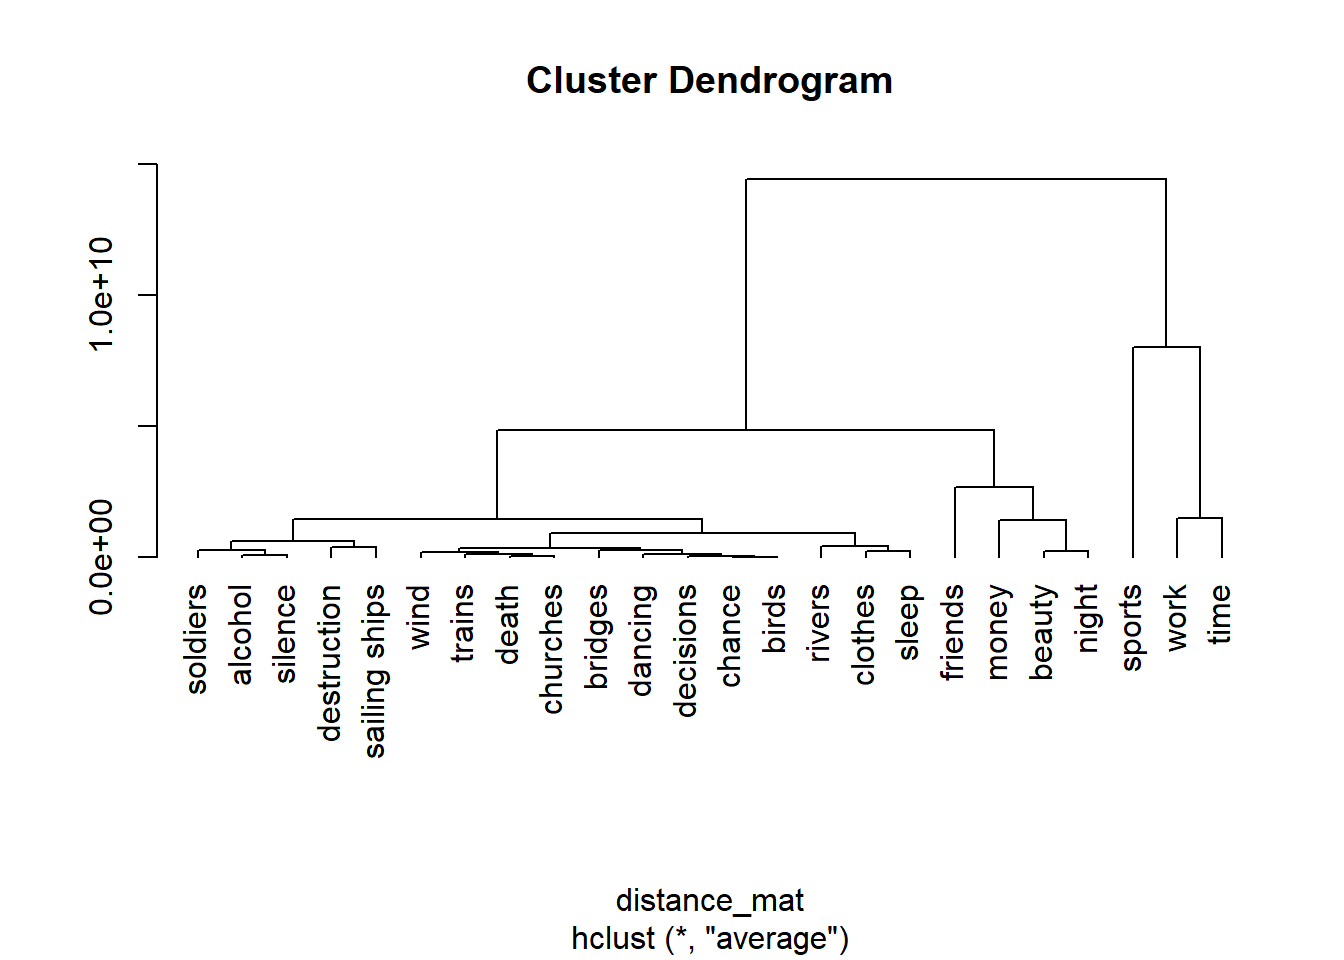 Cluster Dendrogram
1.0e+10
0.0e+00
soldiers
alcohol
silence
destruction
sailing ships
wind
trains
death
churches
bridges
dancing
decisions
chance
birds
rivers
clothes
sleep
friends
money
beauty
night
sports
work
time
distance_mat
hclust (*, "average")